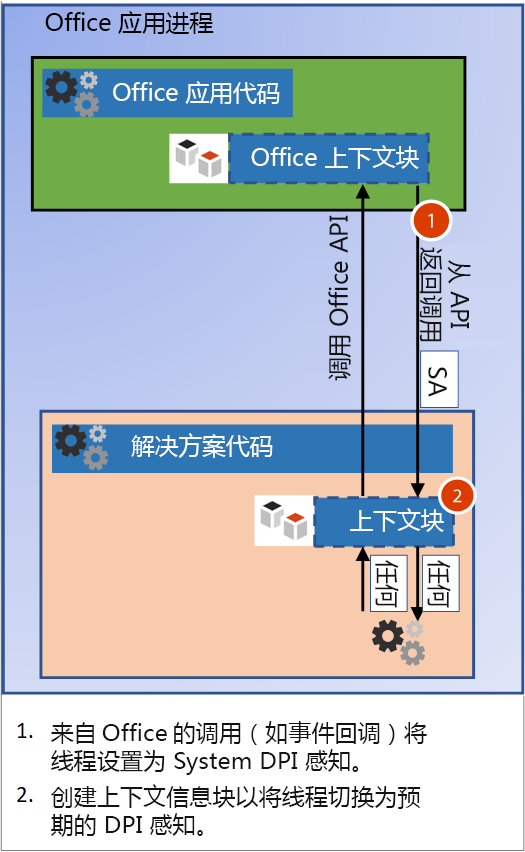 Office 应用进程
Office 应用代码
Office 上下文块
1
调用 Office API
从 API
返回调用
SA
解决方案代码
2
上下文块
任何
任何
1. 来自 Office 的调用（如事件回调）将
线程设置为 System DPI 感知。
2. 创建上下文信息块以将线程切换为预
期的 DPI 感知。